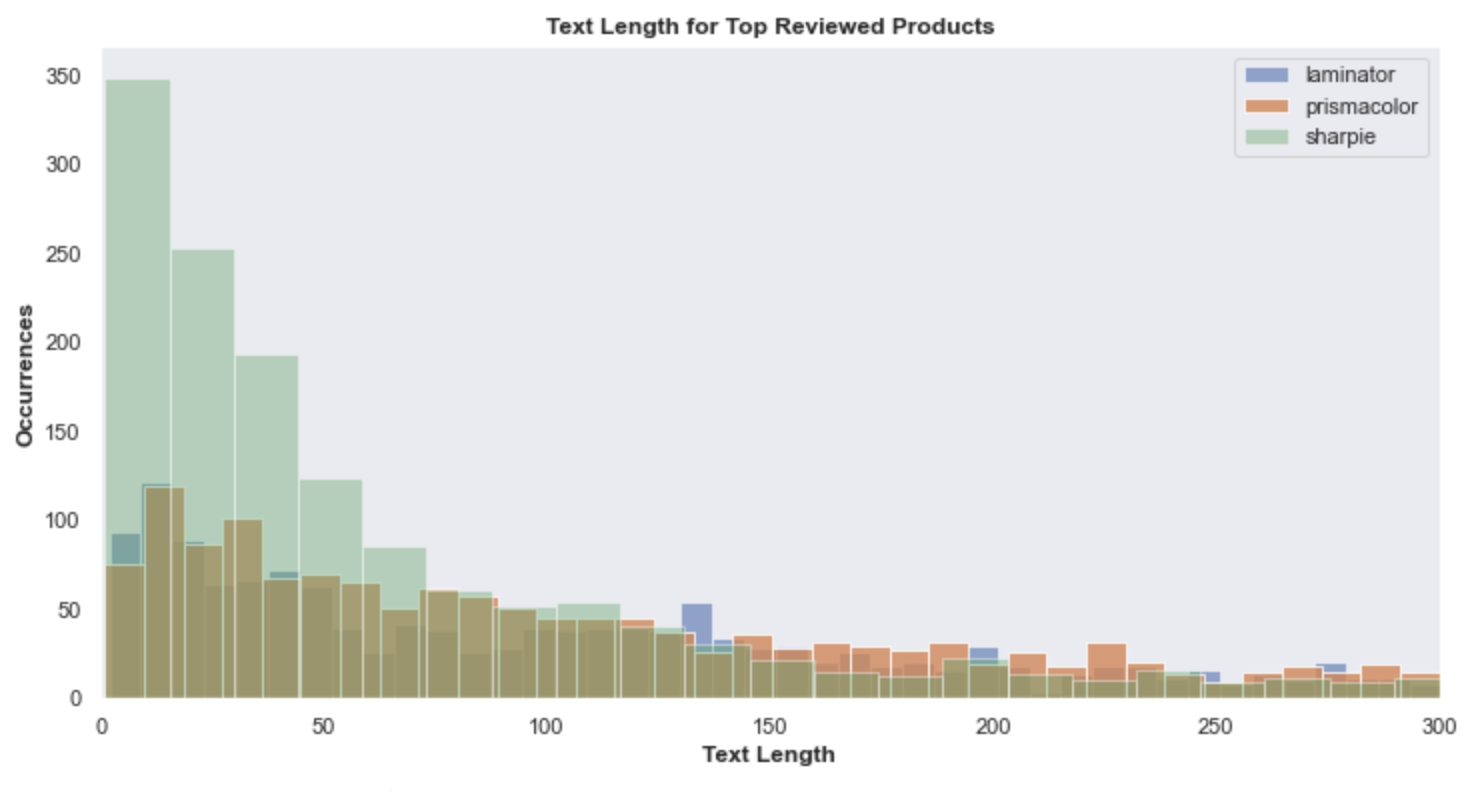 Text Length for Top Reviewed Products
laminator
prismacolor
sharpie
350
300
250
200
150
100
50
0
Occurrences
0 50 100 150 200 250 300
Text Length